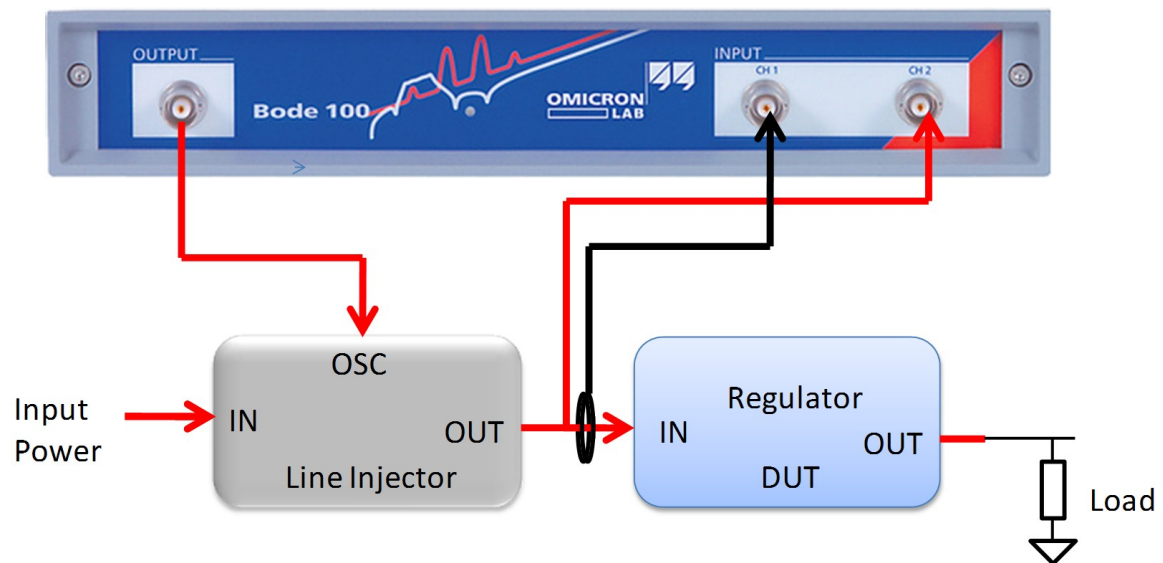 OUTPUT
Bode 100
OMICRON
LAB
INPUT
CH 1
CH 2
OSC
Input
Power
IN
OUT
Line Injector
Regulator
IN
OUT
DUT
Load